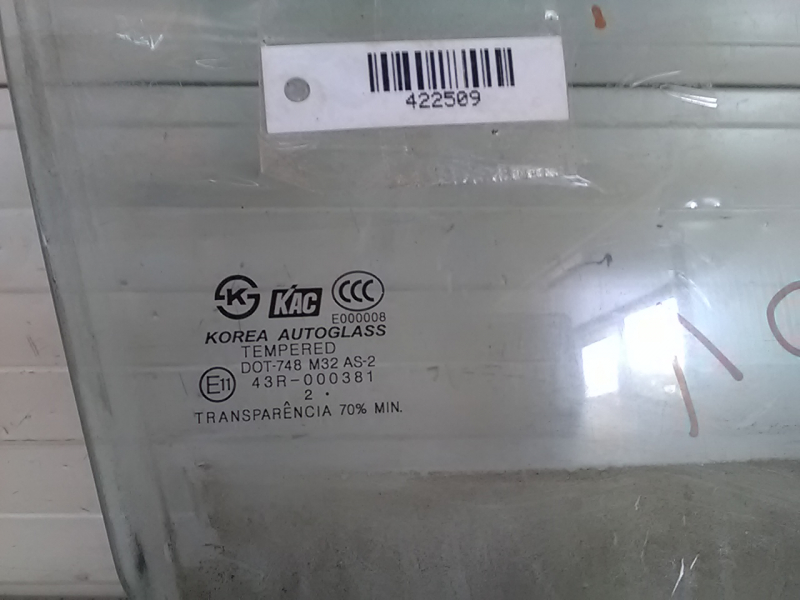 422509
K
KAC
CCC
E000008
KOREA AUTOGLASS
TEMPERED
DOT-748 M32 AS-2
E11
43R-000381
2 •
TRANSPARÊNCIA 70% MIN.